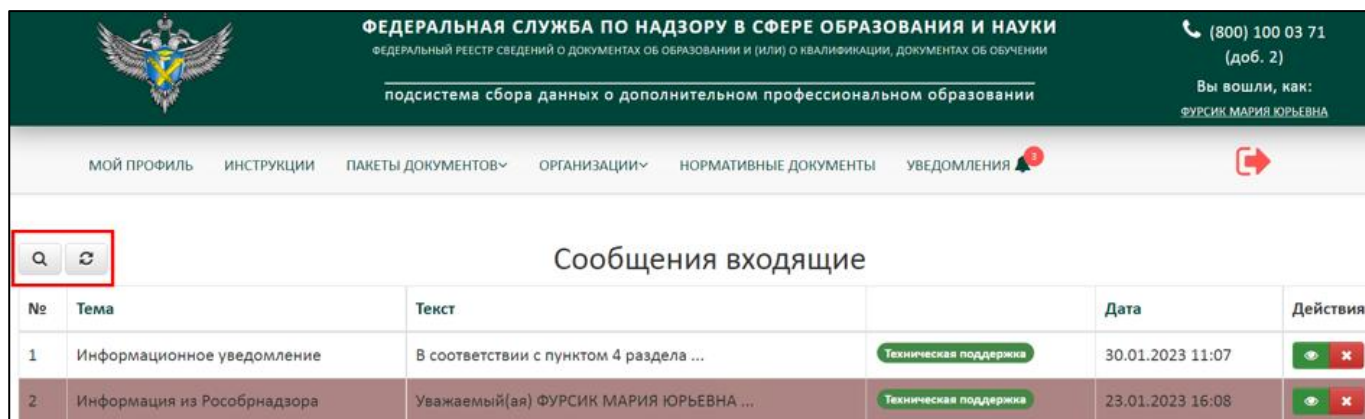 ФЕДЕРАЛЬНАЯ СЛУЖБА ПО НАДЗОРУ В СФЕРЕ ОБРАЗОВАНИЯ И НАУКИ
ФЕДЕРАЛЬНЫЙ РЕЕСТР СВЕДЕНИЙ О ДОКУМЕНТАХ ОБ ОБРАЗОВАНИИ И (ИЛИ) О КВАЛИФИКАЦИИ, ДОКУМЕНТАХ ОБ ОБУЧЕНИИ
подсистема сбора данных о дополнительном профессиональном образовании
(800) 100 03 71
(доб. 2)
Вы вошли, как:
ФУРСИК МАРИЯ ЮРЬЕВНА
МОЙ ПРОФИЛЬ ИНСТРУКЦИИ ПАКЕТЫ ДОКУМЕНТОВ ОРГАНИЗАЦИИ НОРМАТИВНЫЕ ДОКУМЕНТЫ УВЕДОМЛЕНИЯ 3
Сообщения входящие
№ Тема Текст Дата Действия
1 Информационное уведомление В соответствии с пунктом 4 раздела ... Техническая поддержка 30.01.2023 11:07
2 Информация из Рособрнадзора Уважаемый(ая) ФУРСИК МАРИЯ ЮРЬЕВНА ... Техническая поддержка 23.01.2023 16:08